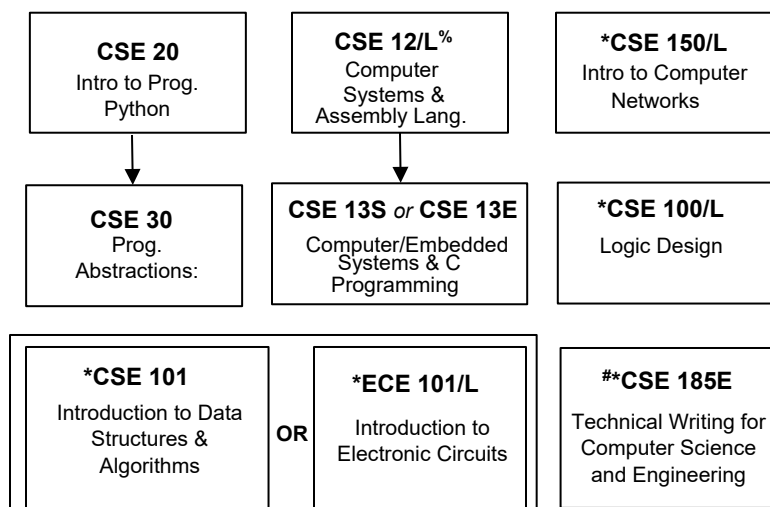 CSE 20
Intro to Prog.
Python
CSE 12/L%
Computer
Systems &
Assembly Lang.
*CSE 150/L
Intro to Computer
Networks
CSE 30
Prog.
Abstractions:
CSE 13S or CSE 13E
Computer/Embedded
Systems & C
Programming
*CSE 100/L
Logic Design
*CSE 101
Introduction to Data
Structures &
Algorithms
OR
*ECE 101/L
Introduction to
Electronic Circuits
#*CSE 185E
Technical Writing for
Computer Science
and Engineering